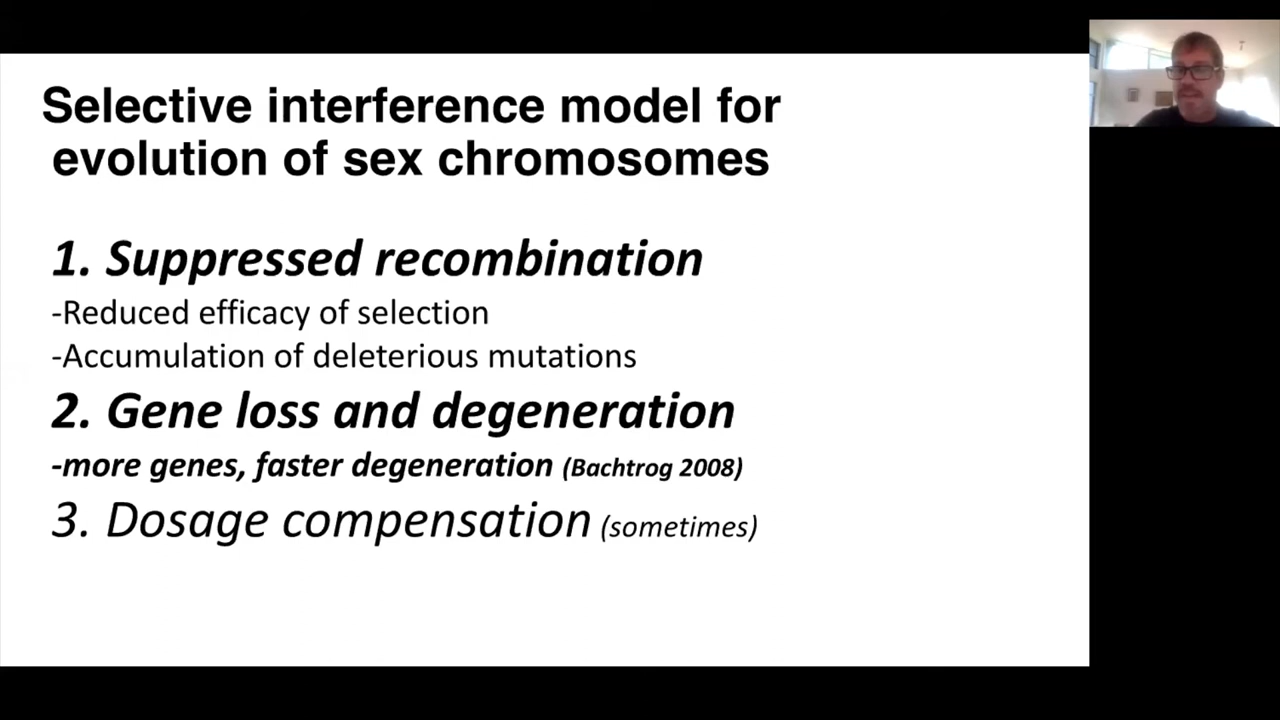 Selective interference model for
evolution of sex chromosomes
1. Suppressed recombination
-Reduced efficacy of selection
-Accumulation of deleterious mutations
2. Gene loss and degeneration
-more genes, faster degeneration (Bachtrog 2008)
3. Dosage compensation (sometimes)